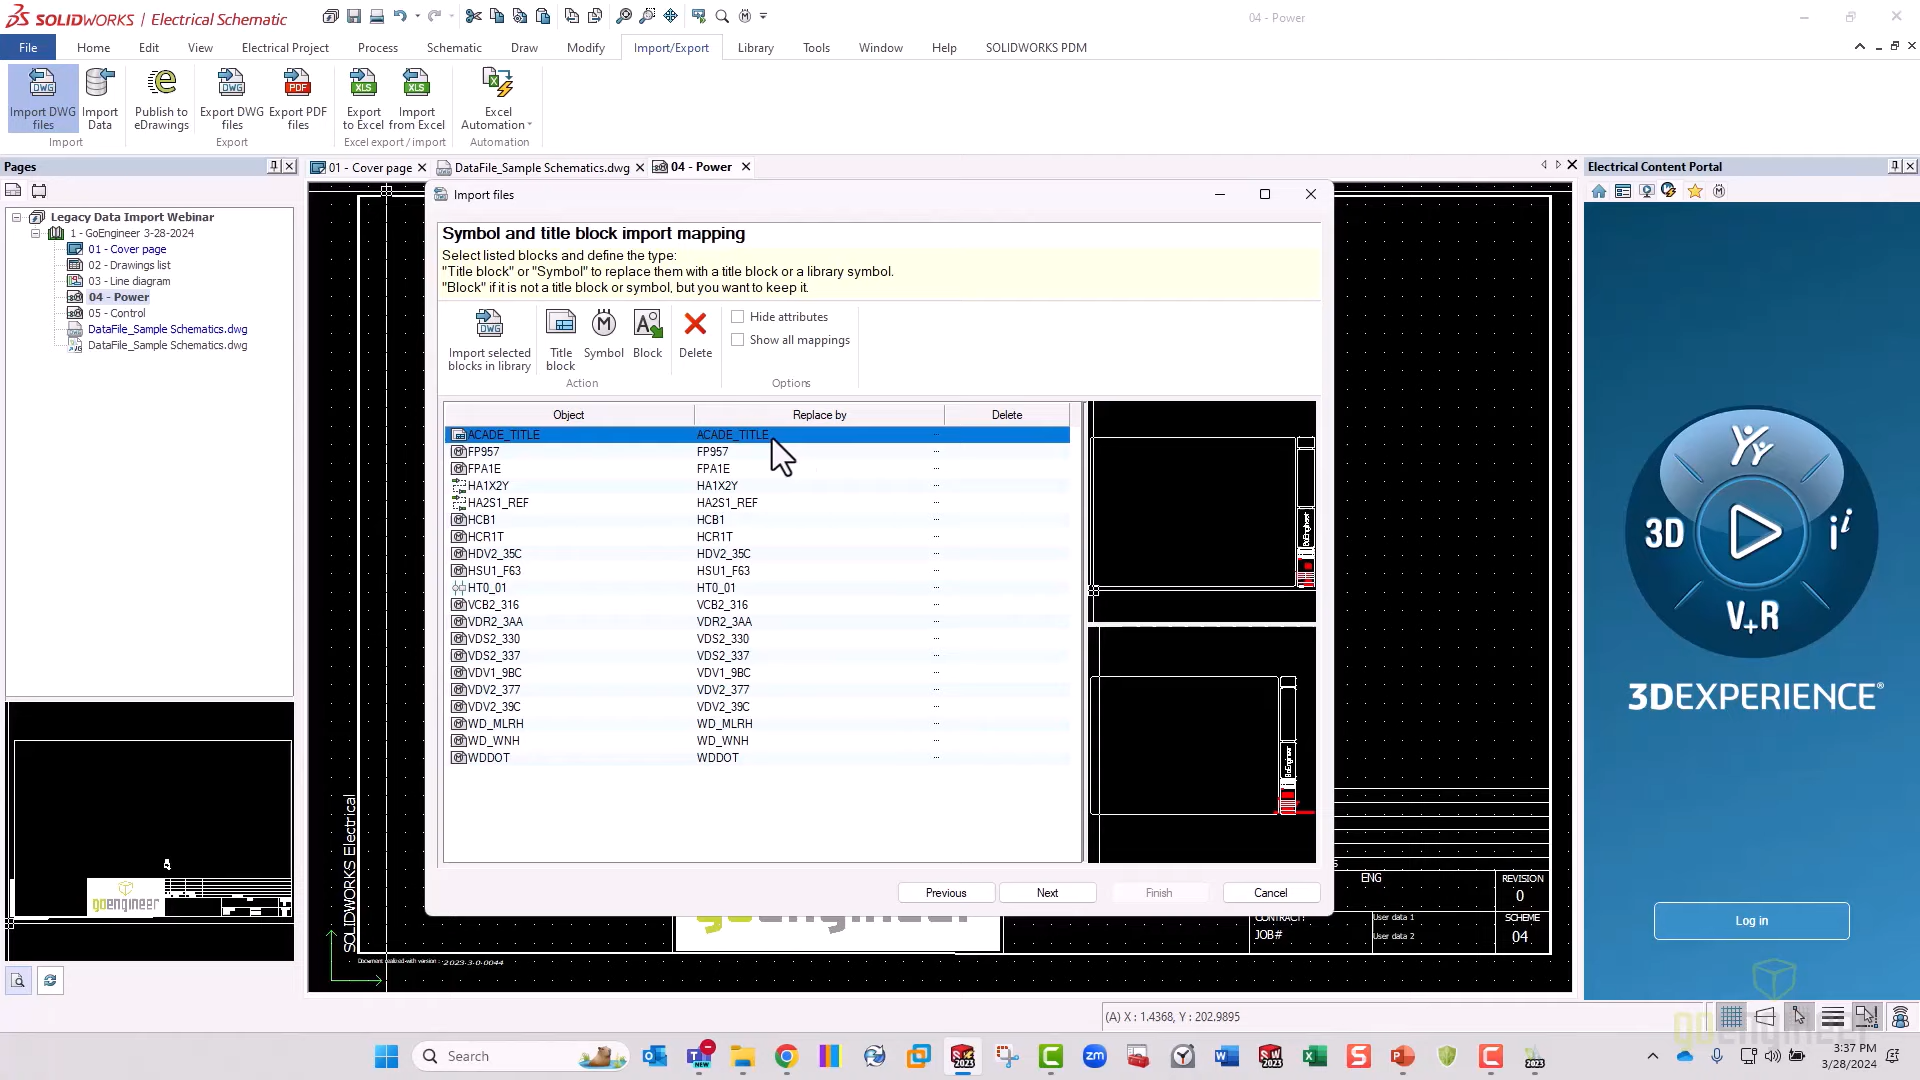 SOLIDWORKS / Electrical Schematic
04 - Power
File Home Edit View Electrical Project Process Schematic Draw Modify Import/Export Library Tools Window Help SOLIDWORKS PDM
Import DWG files
Import Data
Publish to eDrawings
Export DWG files
Export PDF files
Export to Excel
Import from Excel
Excel Automation
Import Export Excel export / import Automation
Pages
01 - Cover page
DataFile_Sample Schematics.dwg
04 - Power
Electrical Content Portal
Legacy Data Import Webinar
1 - GoEngineer 3-28-2024
01 - Cover page
02 - Drawings list
03 - Line diagram
04 - Power
05 - Control
DataFile_Sample Schematics.dwg
DataFile_Sample Schematics.dwg
goengineer
Import files
Symbol and title block import mapping
Select listed blocks and define the type:
"Title block" or "Symbol" to replace them with a title block or a library symbol.
"Block" if it is not a title block or symbol, but you want to keep it.
Import selected blocks in library
Title block
Symbol
Block
Delete
Hide attributes
Show all mappings
Action Options
Object Replace by Delete
ACADE_TITLE ACADE_TITLE
FP957 FP957
FPA1E FPA1E
HA1X2Y HA1X2Y
HA2S1_REF HA2S1_REF
HCB1 HCB1
HCR1T HCR1T
HDV2_35C HDV2_35C
HSU1_F63 HSU1_F63
HT0_01 HT0_01
VCB2_316 VCB2_316
VDR2_3AA VDR2_3AA
VDS2_330 VDS2_330
VDS2_337 VDS2_337
VDV1_9BC VDV1_9BC
VDV2_377 VDV2_377
VDV2_39C VDV2_39C
WD_MLRH WD_MLRH
WD_WNH WD_WNH
WDDOT WDDOT
Previous Next Finish Cancel
SOLIDWORKS Electrical
Document realized with version : 2023.3.0.0044
ENG
REVISION
0
CONTRACT:
JOB#
User data 1
User data 2
SCHEME
04
3D
V+R
3DEXPERIENCE
Log in
goengineer
(A) X : 1.4368, Y : 202.9895
Search
3:37 PM
3/28/2024